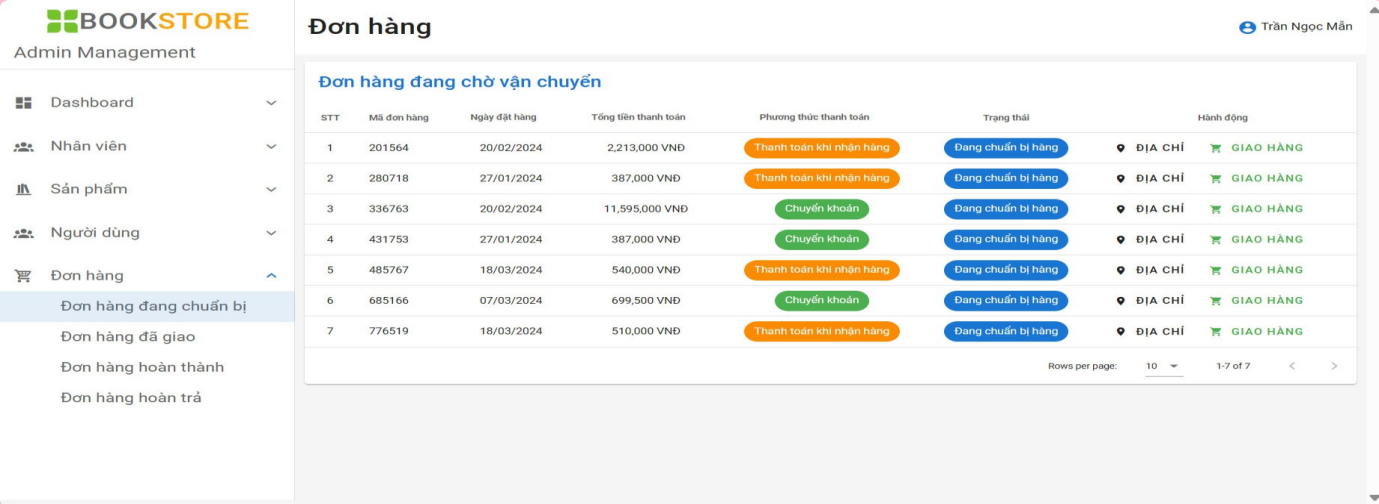 BOOKSTORE
Admin Management
Dashboard
Nhân viên
Sản phẩm
Người dùng
Đơn hàng
Đơn hàng đang chuẩn bị
Đơn hàng đã giao
Đơn hàng hoàn thành
Đơn hàng hoàn trả
Đơn hàng
Trần Ngọc Mẫn
Đơn hàng đang chờ vận chuyển
STT Mã đơn hàng Ngày đặt hàng Tổng tiền thanh toán Phương thức thanh toán Trạng thái Hành động
1 201564 20/02/2024 2,213,000 VNĐ Thanh toán khi nhận hàng Đang chuẩn bị hàng ĐỊA CHỈ GIAO HÀNG
2 280718 27/01/2024 387,000 VNĐ Thanh toán khi nhận hàng Đang chuẩn bị hàng ĐỊA CHỈ GIAO HÀNG
3 336763 20/02/2024 11,595,000 VNĐ Chuyển khoản Đang chuẩn bị hàng ĐỊA CHỈ GIAO HÀNG
4 431753 27/01/2024 387,000 VNĐ Chuyển khoản Đang chuẩn bị hàng ĐỊA CHỈ GIAO HÀNG
5 485767 18/03/2024 540,000 VNĐ Thanh toán khi nhận hàng Đang chuẩn bị hàng ĐỊA CHỈ GIAO HÀNG
6 685166 07/03/2024 699,500 VNĐ Chuyển khoản Đang chuẩn bị hàng ĐỊA CHỈ GIAO HÀNG
7 776519 18/03/2024 510,000 VNĐ Thanh toán khi nhận hàng Đang chuẩn bị hàng ĐỊA CHỈ GIAO HÀNG
Rows per page: 10 1-7 of 7